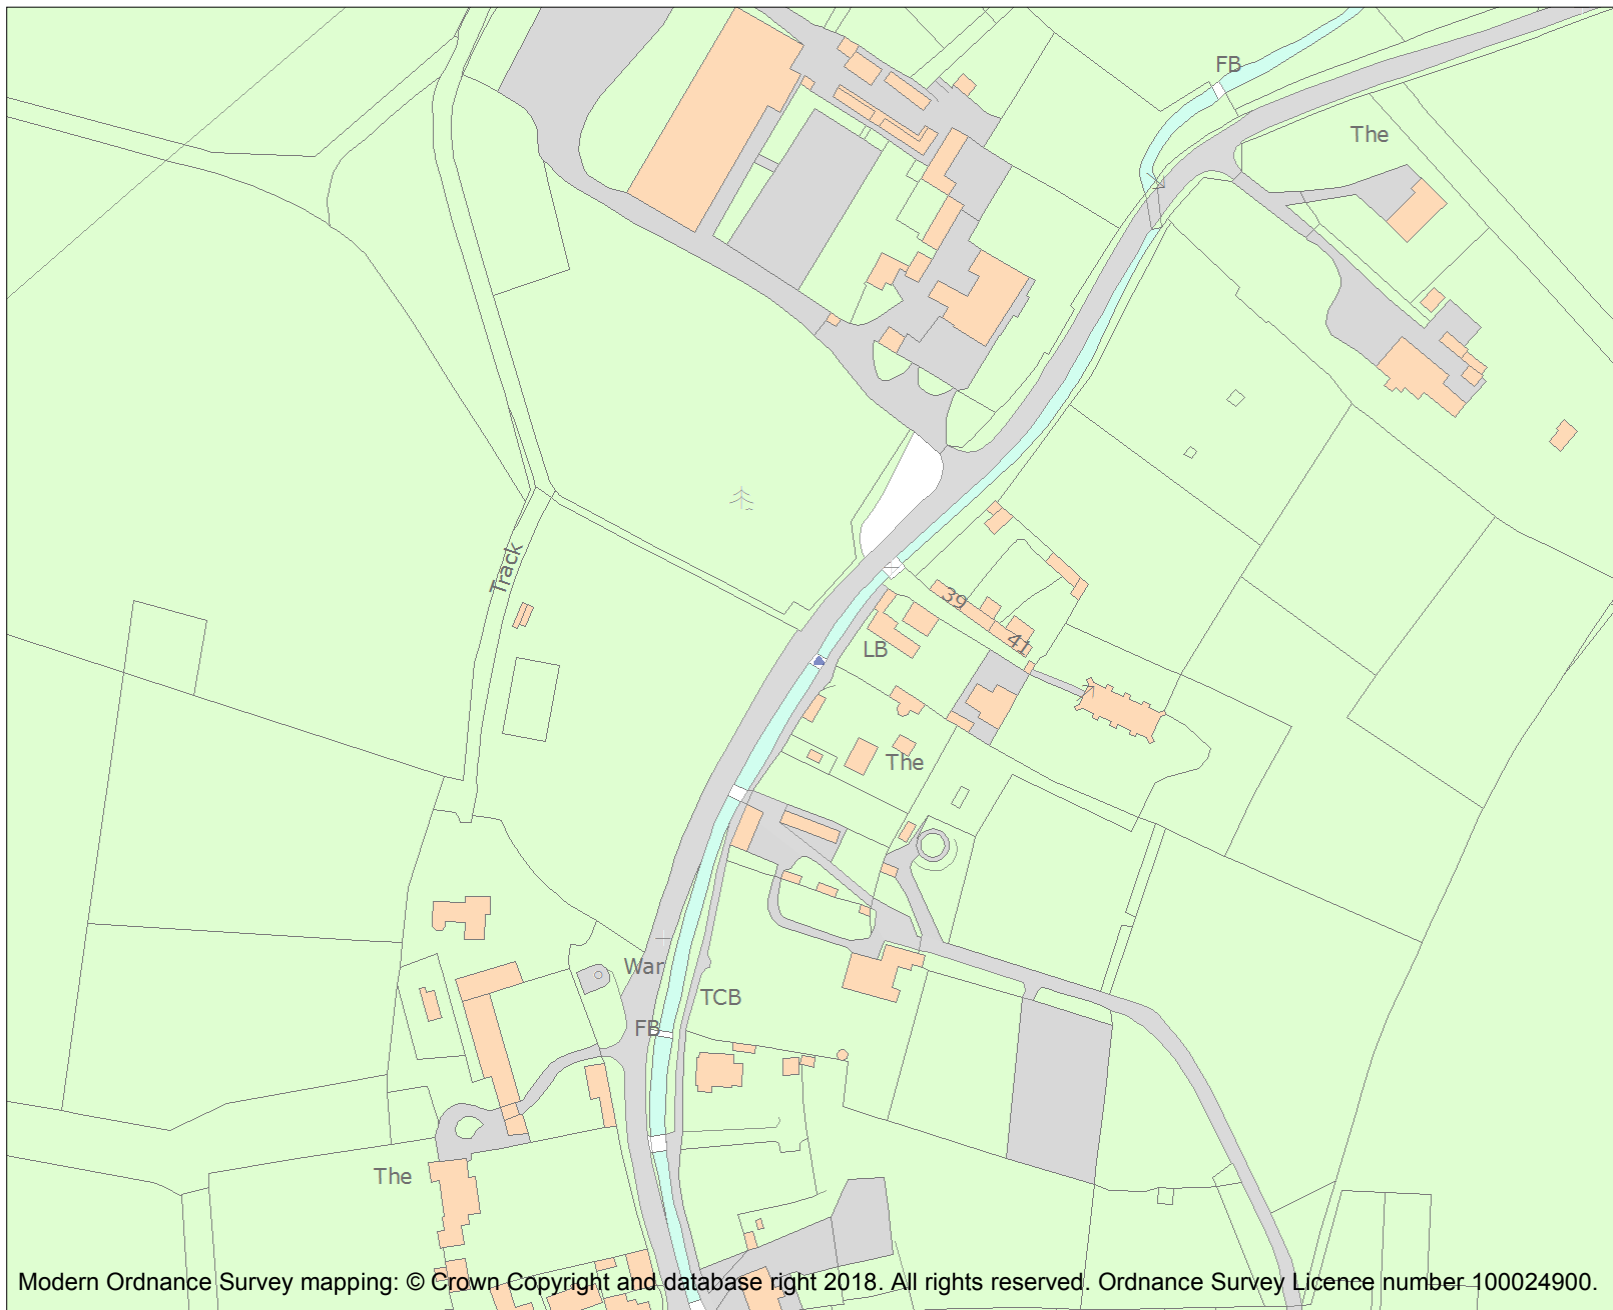 FB
The
Track
39
41
LB
The
War
TCB
FB
The
Modern Ordnance Survey mapping: © Crown Copyright and database right 2018. All rights reserved. Ordnance Survey Licence number 100024900.